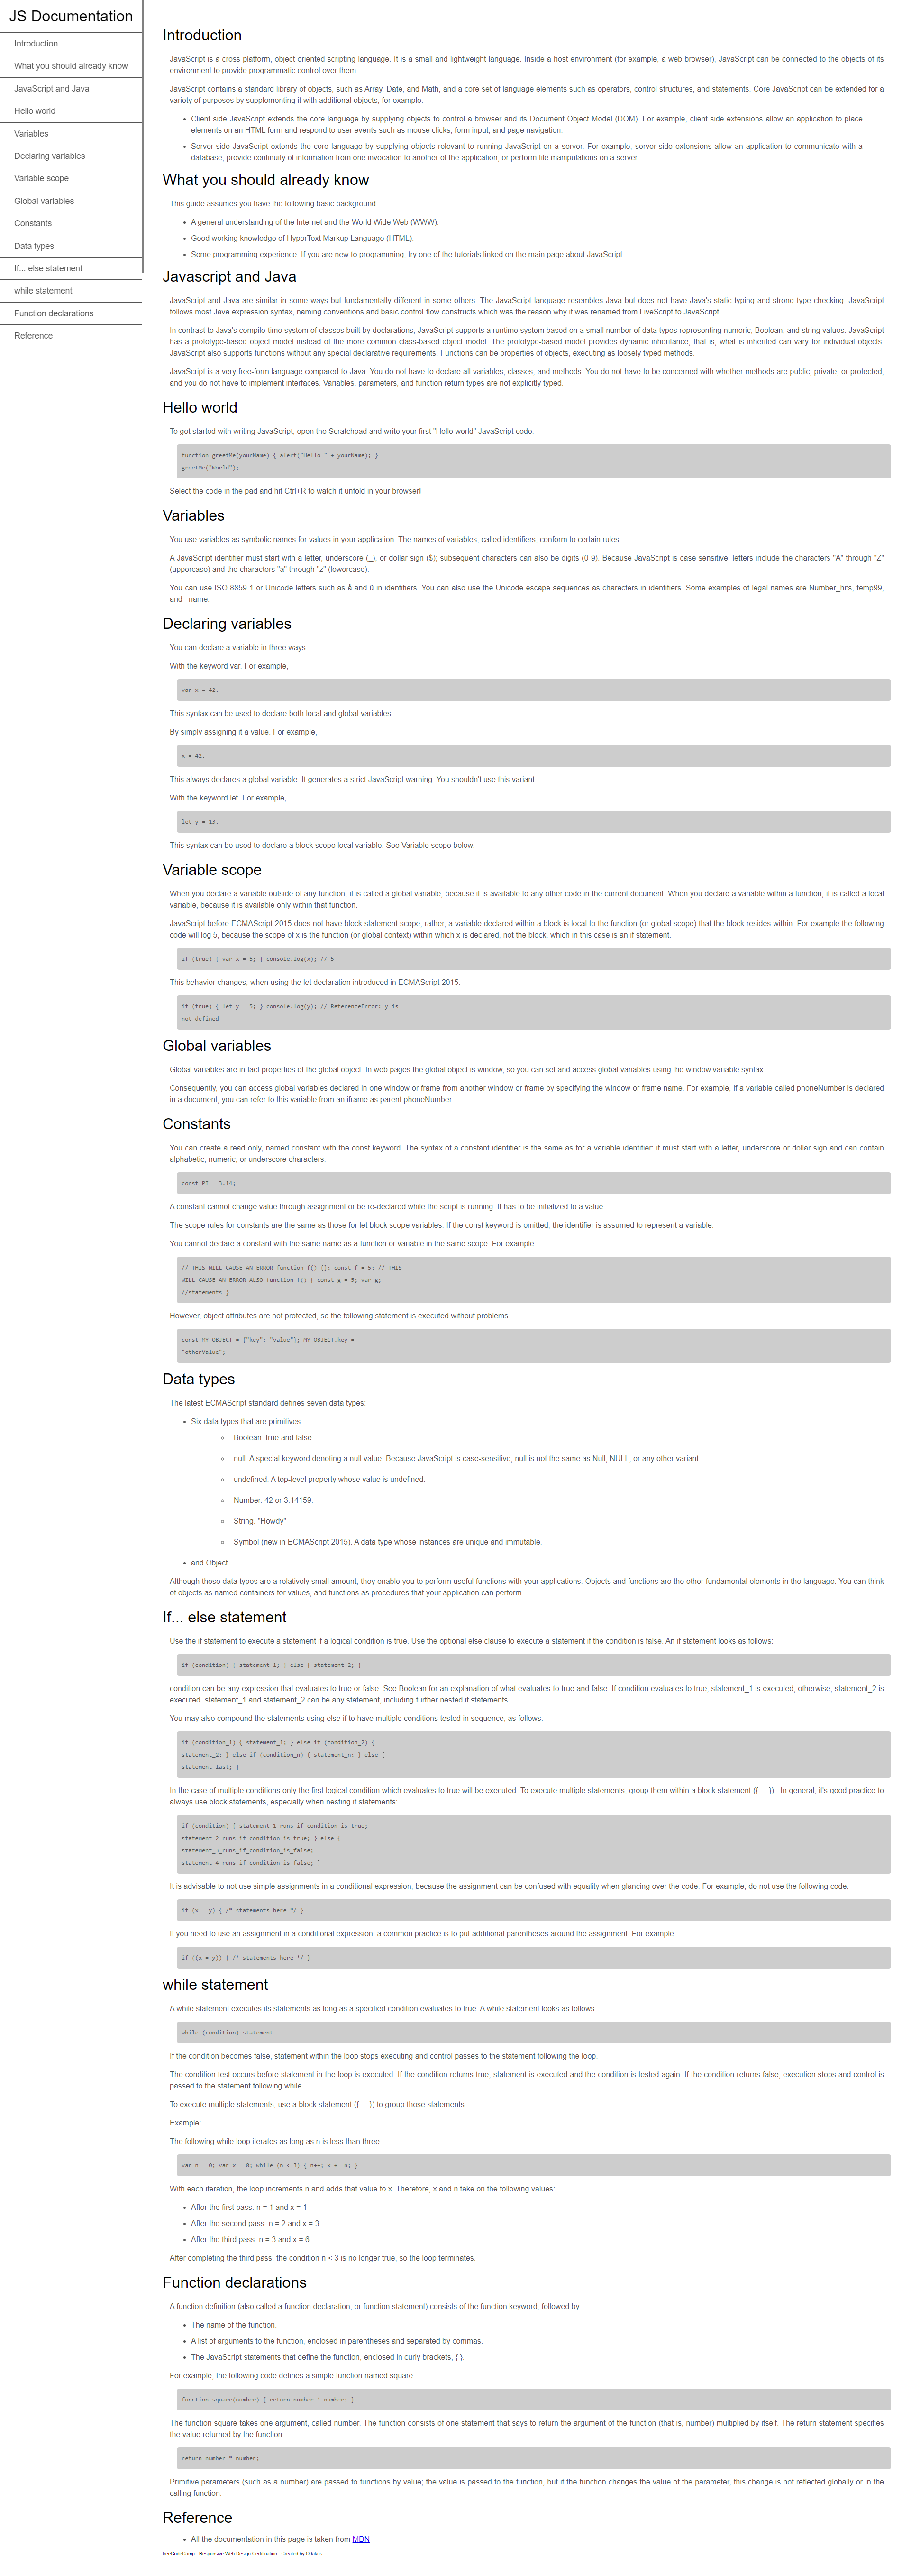 JS Documentation
Introduction
What you should already know
JavaScript and Java
Hello world
Variables
Declaring variables
Variable scope
Global variables
Constants
Data types
If... else statement
while statement
Function declarations
Reference
Introduction
JavaScript is a cross-platform, object-oriented scripting language. It is a small and lightweight language. Inside a host environment (for example, a web browser), JavaScript can be connected to the objects of its
environment to provide programmatic control over them.
JavaScript contains a standard library of objects, such as Array, Date, and Math, and a core set of language elements such as operators, control structures, and statements. Core JavaScript can be extended for a
variety of purposes by supplementing it with additional objects; for example:
• Client-side JavaScript extends the core language by supplying objects to control a browser and its Document Object Model (DOM). For example, client-side extensions allow an application to place
elements on an HTML form and respond to user events such as mouse clicks, form input, and page navigation.
• Server-side JavaScript extends the core language by supplying objects relevant to running JavaScript on a server. For example, server-side extensions allow an application to communicate with a
database, provide continuity of information from one invocation to another of the application, or perform file manipulations on a server.
What you should already know
This guide assumes you have the following basic background:
• A general understanding of the Internet and the World Wide Web (WWW).
• Good working knowledge of HyperText Markup Language (HTML).
• Some programming experience. If you are new to programming, try one of the tutorials linked on the main page about JavaScript.
Javascript and Java
JavaScript and Java are similar in some ways but fundamentally different in some others. The JavaScript language resembles Java but does not have Java's static typing and strong type checking. JavaScript
follows most Java expression syntax, naming conventions and basic control-flow constructs which was the reason why it was renamed from LiveScript to JavaScript.
In contrast to Java's compile-time system of classes built by declarations, JavaScript supports a runtime system based on a small number of data types representing numeric, Boolean, and string values. JavaScript
has a prototype-based object model instead of the more common class-based object model. The prototype-based model provides dynamic inheritance; that is, what is inherited can vary for individual objects.
JavaScript also supports functions without any special declarative requirements. Functions can be properties of objects, executing as loosely typed methods.
JavaScript is a very free-form language compared to Java. You do not have to declare all variables, classes, and methods. You do not have to be concerned with whether methods are public, private, or protected,
and you do not have to implement interfaces. Variables, parameters, and function return types are not explicitly typed.
Hello world
To get started with writing JavaScript, open the Scratchpad and write your first "Hello world" JavaScript code:
function greetMe(yourName) { alert("Hello " + yourName); }
greetMe("World");
Select the code in the pad and hit Ctrl+R to watch it unfold in your browser!
Variables
You use variables as symbolic names for values in your application. The names of variables, called identifiers, conform to certain rules.
A JavaScript identifier must start with a letter, underscore (_), or dollar sign ($); subsequent characters can also be digits (0-9). Because JavaScript is case sensitive, letters include the characters "A" through "Z"
(uppercase) and the characters "a" through "z" (lowercase).
You can use ISO 8859-1 or Unicode letters such as å and ü in identifiers. You can also use the Unicode escape sequences as characters in identifiers. Some examples of legal names are Number_hits, temp99,
and _name.
Declaring variables
You can declare a variable in three ways:
With the keyword var. For example,
var x = 42.
This syntax can be used to declare both local and global variables.
By simply assigning it a value. For example,
x = 42.
This always declares a global variable. It generates a strict JavaScript warning. You shouldn't use this variant.
With the keyword let. For example,
let y = 13.
This syntax can be used to declare a block scope local variable. See Variable scope below.
Variable scope
When you declare a variable outside of any function, it is called a global variable, because it is available to any other code in the current document. When you declare a variable within a function, it is called a local
variable, because it is available only within that function.
JavaScript before ECMAScript 2015 does not have block statement scope; rather, a variable declared within a block is local to the function (or global scope) that the block resides within. For example the following
code will log 5, because the scope of x is the function (or global context) within which x is declared, not the block, which in this case is an if statement.
if (true) { var x = 5; } console.log(x); // 5
This behavior changes, when using the let declaration introduced in ECMAScript 2015.
if (true) { let y = 5; } console.log(y); // ReferenceError: y is
not defined
Global variables
Global variables are in fact properties of the global object. In web pages the global object is window, so you can set and access global variables using the window.variable syntax.
Consequently, you can access global variables declared in one window or frame from another window or frame by specifying the window or frame name. For example, if a variable called phoneNumber is declared
in a document, you can refer to this variable from an iframe as parent.phoneNumber.
Constants
You can create a read-only, named constant with the const keyword. The syntax of a constant identifier is the same as for a variable identifier: it must start with a letter, underscore or dollar sign and can contain
alphabetic, numeric, or underscore characters.
const PI = 3.14;
A constant cannot change value through assignment or be re-declared while the script is running. It has to be initialized to a value.
The scope rules for constants are the same as those for let block scope variables. If the const keyword is omitted, the identifier is assumed to represent a variable.
You cannot declare a constant with the same name as a function or variable in the same scope. For example:
// THIS WILL CAUSE AN ERROR function f() {}; const f = 5; // THIS
WILL CAUSE AN ERROR ALSO function f() { const g = 5; var g;
//statements }
However, object attributes are not protected, so the following statement is executed without problems.
const MY_OBJECT = {"key": "value"}; MY_OBJECT.key =
"otherValue";
Data types
The latest ECMAScript standard defines seven data types:
• Six data types that are primitives:
○ Boolean. true and false.
○ null. A special keyword denoting a null value. Because JavaScript is case-sensitive, null is not the same as Null, NULL, or any other variant.
○ undefined. A top-level property whose value is undefined.
○ Number. 42 or 3.14159.
○ String. "Howdy"
○ Symbol (new in ECMAScript 2015). A data type whose instances are unique and immutable.
• and Object
Although these data types are a relatively small amount, they enable you to perform useful functions with your applications. Objects and functions are the other fundamental elements in the language. You can think
of objects as named containers for values, and functions as procedures that your application can perform.
If... else statement
Use the if statement to execute a statement if a logical condition is true. Use the optional else clause to execute a statement if the condition is false. An if statement looks as follows:
if (condition) { statement_1; } else { statement_2; }
condition can be any expression that evaluates to true or false. See Boolean for an explanation of what evaluates to true and false. If condition evaluates to true, statement_1 is executed; otherwise, statement_2 is
executed. statement_1 and statement_2 can be any statement, including further nested if statements.
You may also compound the statements using else if to have multiple conditions tested in sequence, as follows:
if (condition_1) { statement_1; } else if (condition_2) {
statement_2; } else if (condition_n) { statement_n; } else {
statement_last; }
In the case of multiple conditions only the first logical condition which evaluates to true will be executed. To execute multiple statements, group them within a block statement ({ ... }) . In general, it's good practice to
always use block statements, especially when nesting if statements:
if (condition) { statement_1_runs_if_condition_is_true;
statement_2_runs_if_condition_is_true; } else {
statement_3_runs_if_condition_is_false;
statement_4_runs_if_condition_is_false; }
It is advisable to not use simple assignments in a conditional expression, because the assignment can be confused with equality when glancing over the code. For example, do not use the following code:
if (x = y) { /* statements here */ }
If you need to use an assignment in a conditional expression, a common practice is to put additional parentheses around the assignment. For example:
if ((x = y)) { /* statements here */ }
while statement
A while statement executes its statements as long as a specified condition evaluates to true. A while statement looks as follows:
while (condition) statement
If the condition becomes false, statement within the loop stops executing and control passes to the statement following the loop.
The condition test occurs before statement in the loop is executed. If the condition returns true, statement is executed and the condition is tested again. If the condition returns false, execution stops and control is
passed to the statement following while.
To execute multiple statements, use a block statement ({ ... }) to group those statements.
Example:
The following while loop iterates as long as n is less than three:
var n = 0; var x = 0; while (n < 3) { n++; x += n; }
With each iteration, the loop increments n and adds that value to x. Therefore, x and n take on the following values:
• After the first pass: n = 1 and x = 1
• After the second pass: n = 2 and x = 3
• After the third pass: n = 3 and x = 6
After completing the third pass, the condition n < 3 is no longer true, so the loop terminates.
Function declarations
A function definition (also called a function declaration, or function statement) consists of the function keyword, followed by:
• The name of the function.
• A list of arguments to the function, enclosed in parentheses and separated by commas.
• The JavaScript statements that define the function, enclosed in curly brackets, { }.
For example, the following code defines a simple function named square:
function square(number) { return number * number; }
The function square takes one argument, called number. The function consists of one statement that says to return the argument of the function (that is, number) multiplied by itself. The return statement specifies
the value returned by the function.
return number * number;
Primitive parameters (such as a number) are passed to functions by value; the value is passed to the function, but if the function changes the value of the parameter, this change is not reflected globally or in the
calling function.
Reference
• All the documentation in this page is taken from MDN
- Responsive Web Design Certification - Created by